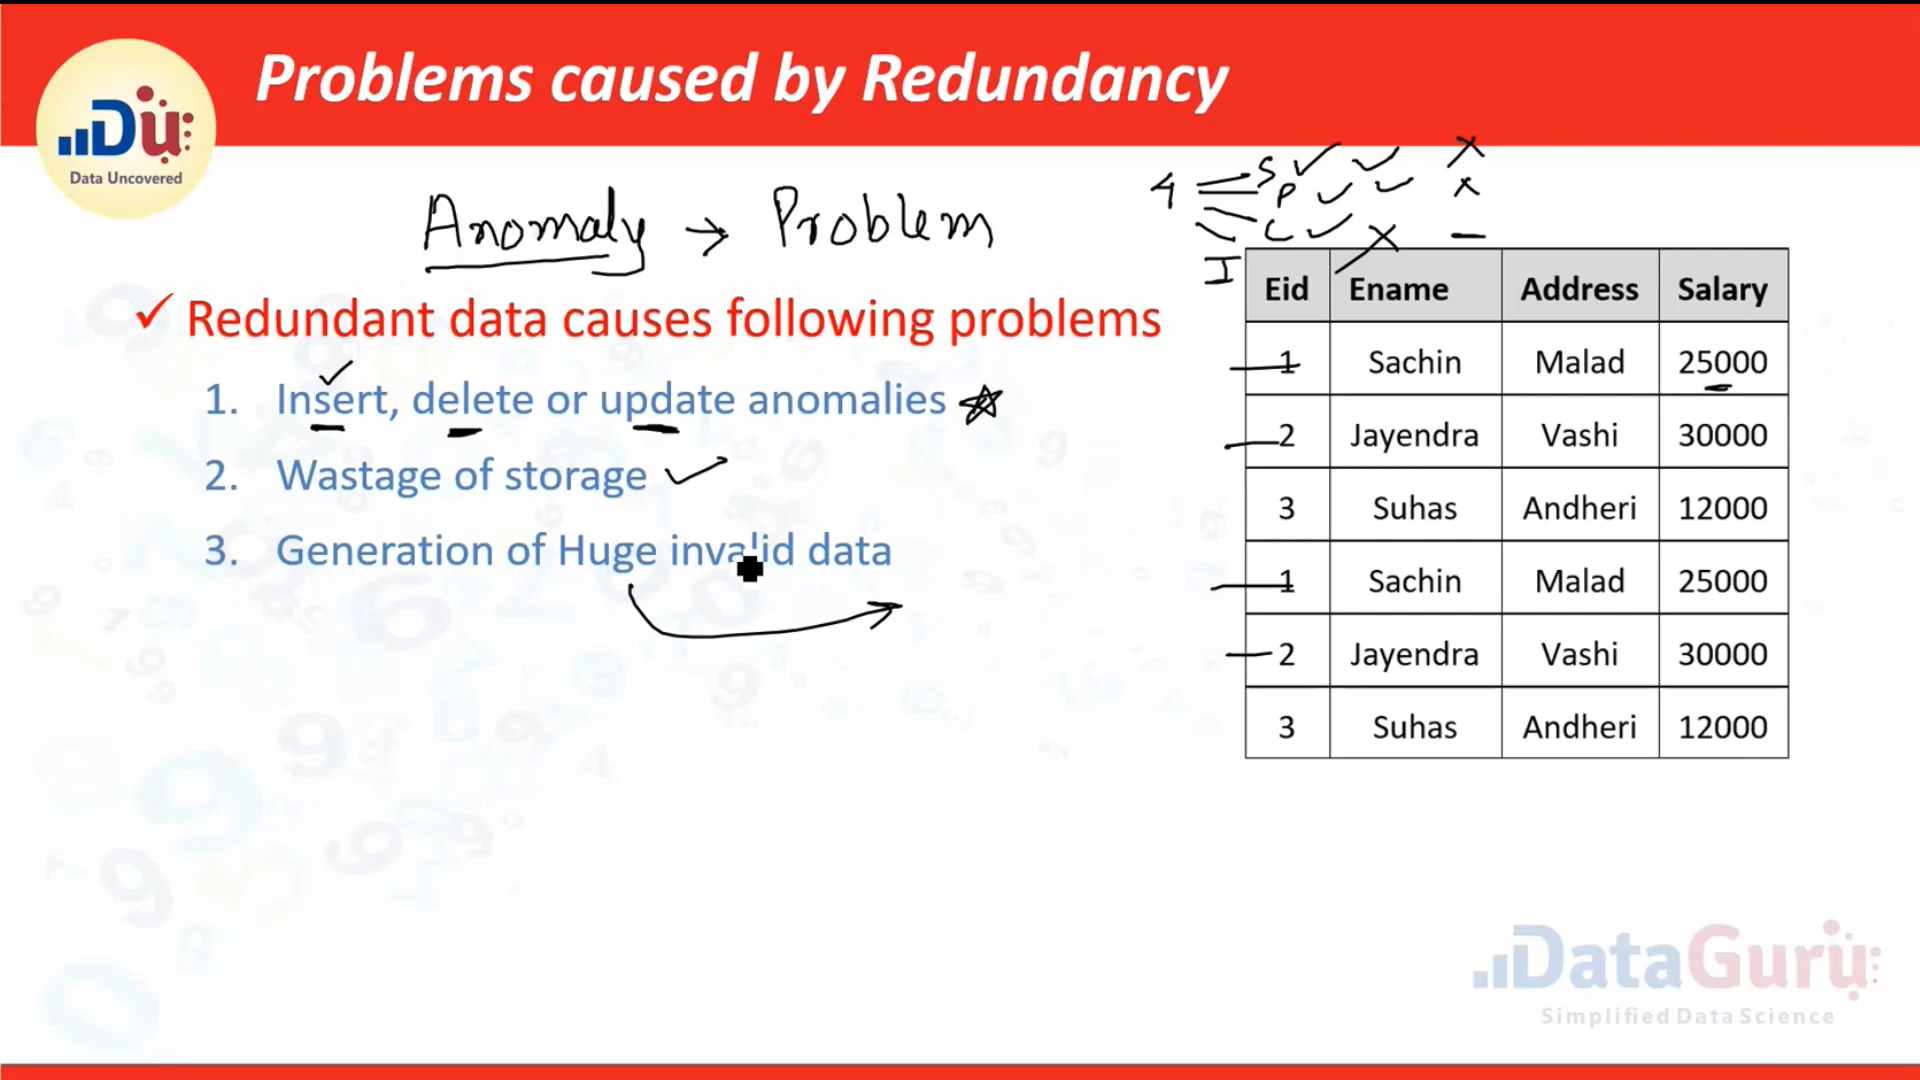 Problems caused by Redundancy
DU
Data Uncovered
Anomaly → Problem
4 S ✓ ✓ X
P ✓ ✓ x
C ✓ X –
I
✓ Redundant data causes following problems
1. Insert, delete or update anomalies
2. Wastage of storage ✓
3. Generation of Huge invalid data
Eid Ename Address Salary
1 Sachin Malad 25000
2 Jayendra Vashi 30000
3 Suhas Andheri 12000
1 Sachin Malad 25000
2 Jayendra Vashi 30000
3 Suhas Andheri 12000
DataGuru
Simplified Data Science